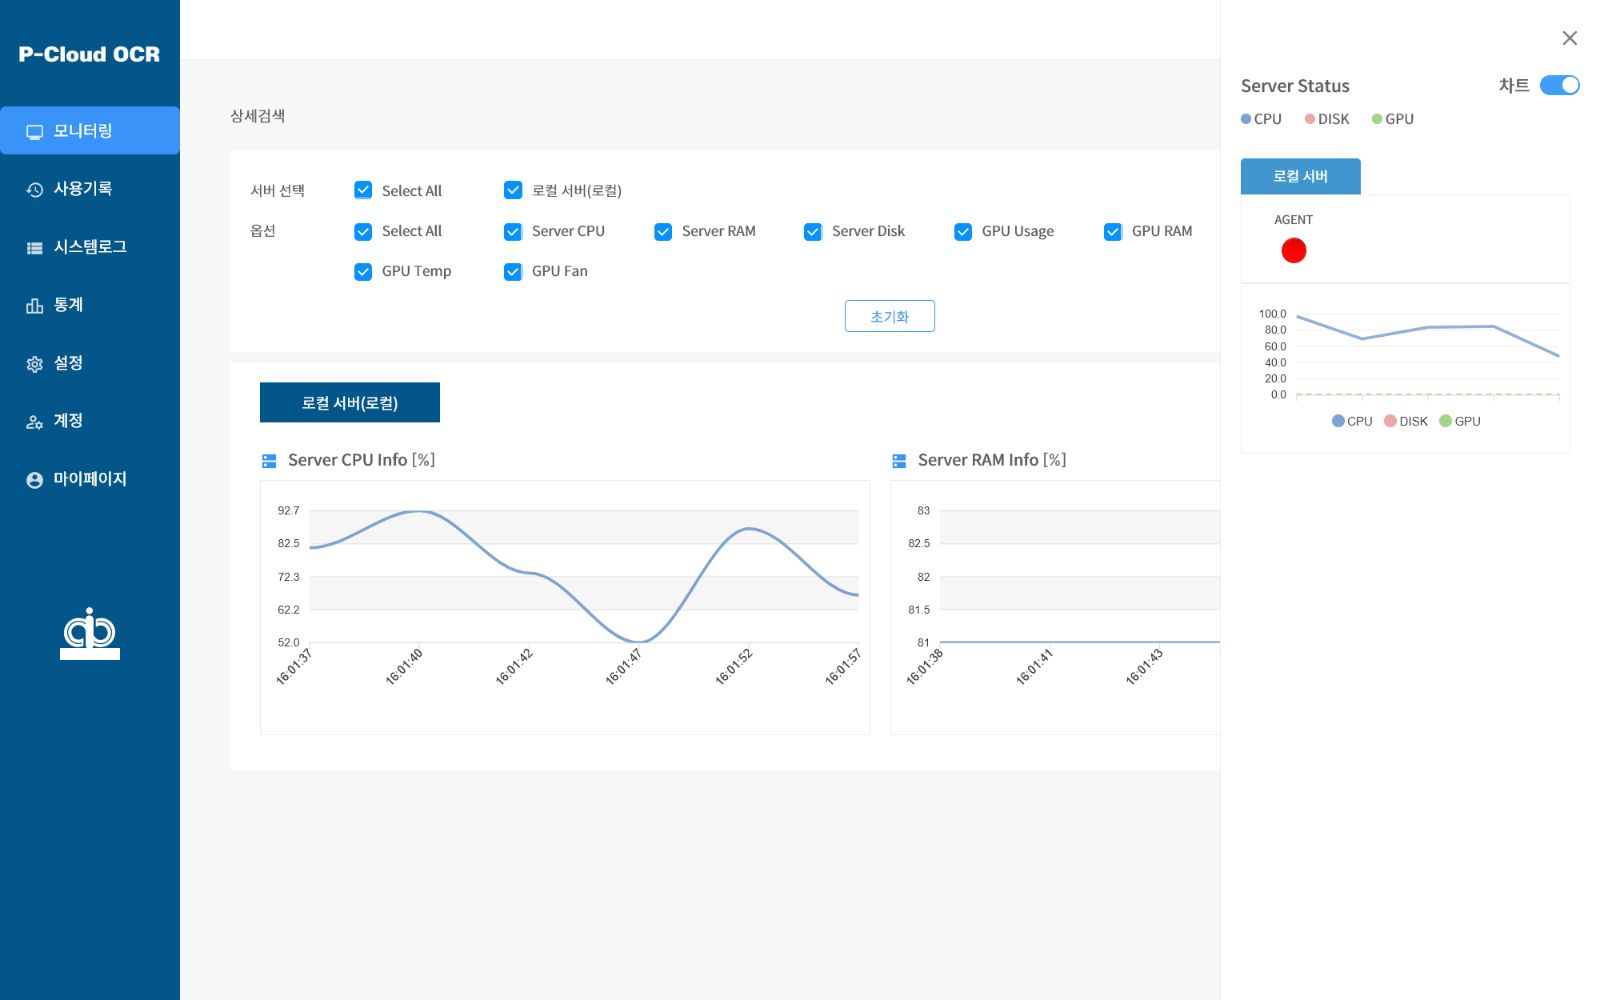 P-Cloud OCR
모니터링
사용기록
시스템로그
통계
설정
계정
마이페이지
상세검색
서버 선택 Select All 로컬 서버(로컬)
옵션 Select All Server CPU Server RAM Server Disk GPU Usage GPU RAM
GPU Temp GPU Fan
초기화
로컬 서버(로컬)
Server CPU Info [%]
92.7
82.5
72.3
62.2
52.0
16:01:37 16:01:40 16:01:42 16:01:47 16:01:52 16:01:57
Server RAM Info [%]
83
82.5
82
81.5
81
16:01:38 16:01:41 16:01:43
Server Status 차트
CPU DISK GPU
로컬 서버
AGENT
100.0
80.0
60.0
40.0
20.0
0.0
CPU DISK GPU